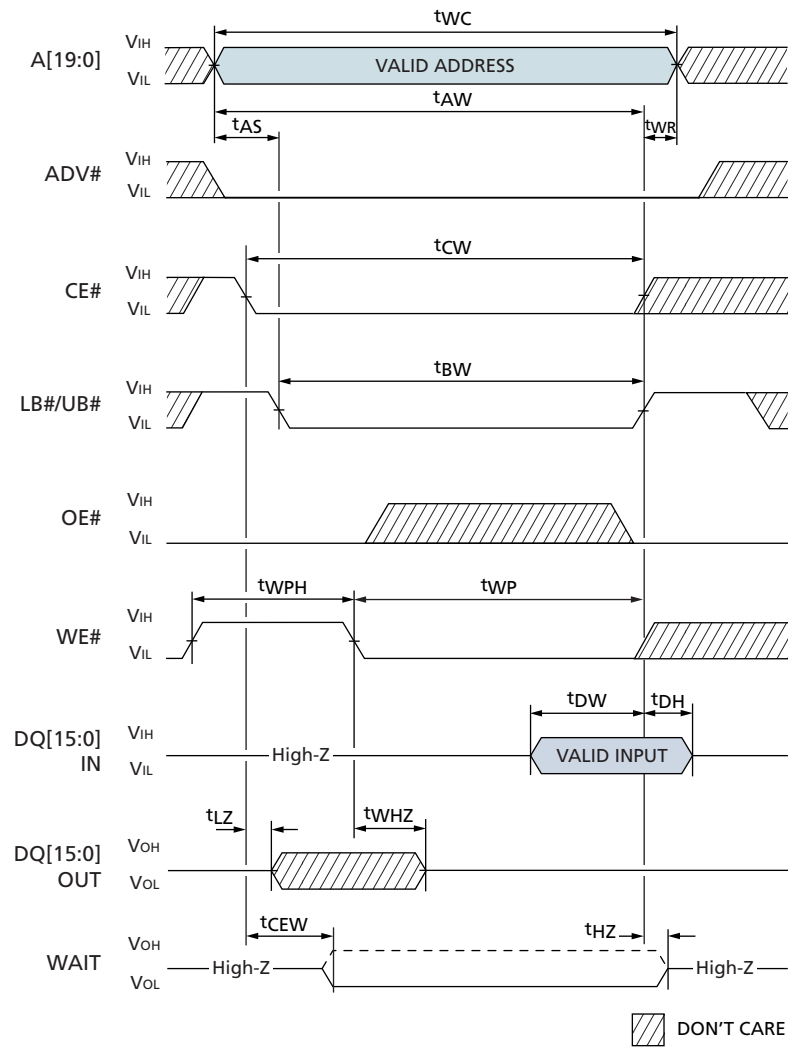 tWC
A[19:0] VIH VALID ADDRESS
VIL
tAW
tAS tWR
ADV# VIH
VIL
tCW
CE# VIH
VIL
tBW
LB#/UB# VIH
VIL
OE# VIH
VIL
tWPH tWP
WE# VIH
VIL
tDW tDH
DQ[15:0] VIH
IN VIL High-Z VALID INPUT
tLZ tWHZ
DQ[15:0] VOH
OUT VOL
tCEW tHZ
WAIT VOH
VOL High-Z High-Z
DON'T CARE